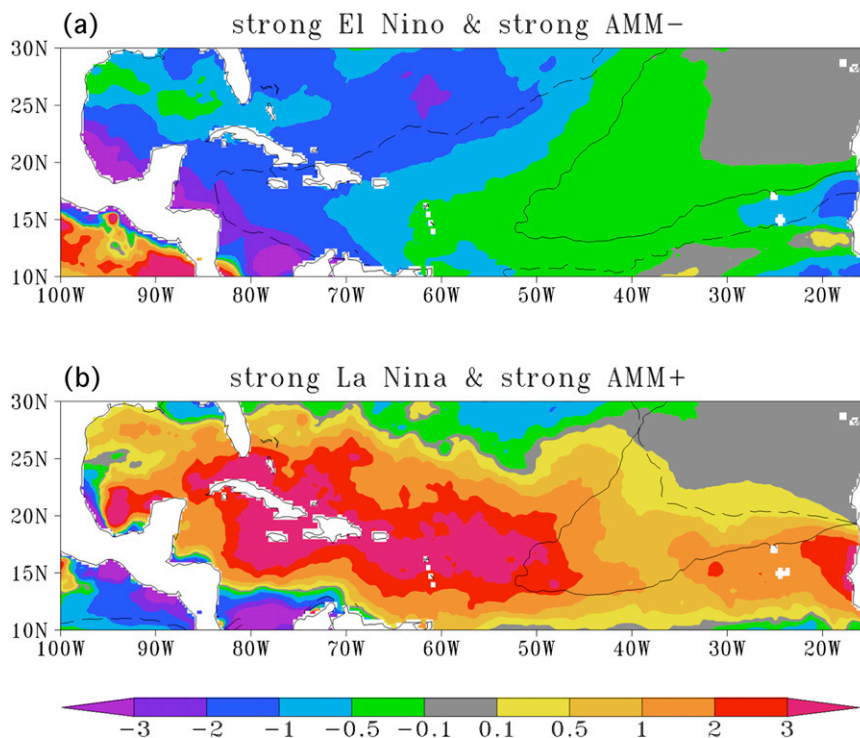 (a) strong El Nino & strong AMM−
30N
25N
20N
15N
10N
100W 90W 80W 70W 60W 50W 40W 30W 20W
(b) strong La Nina & strong AMM+
30N
25N
20N
15N
10N
100W 90W 80W 70W 60W 50W 40W 30W 20W
−3 −2 −1 −0.5 −0.1 0.1 0.5 1 2 3